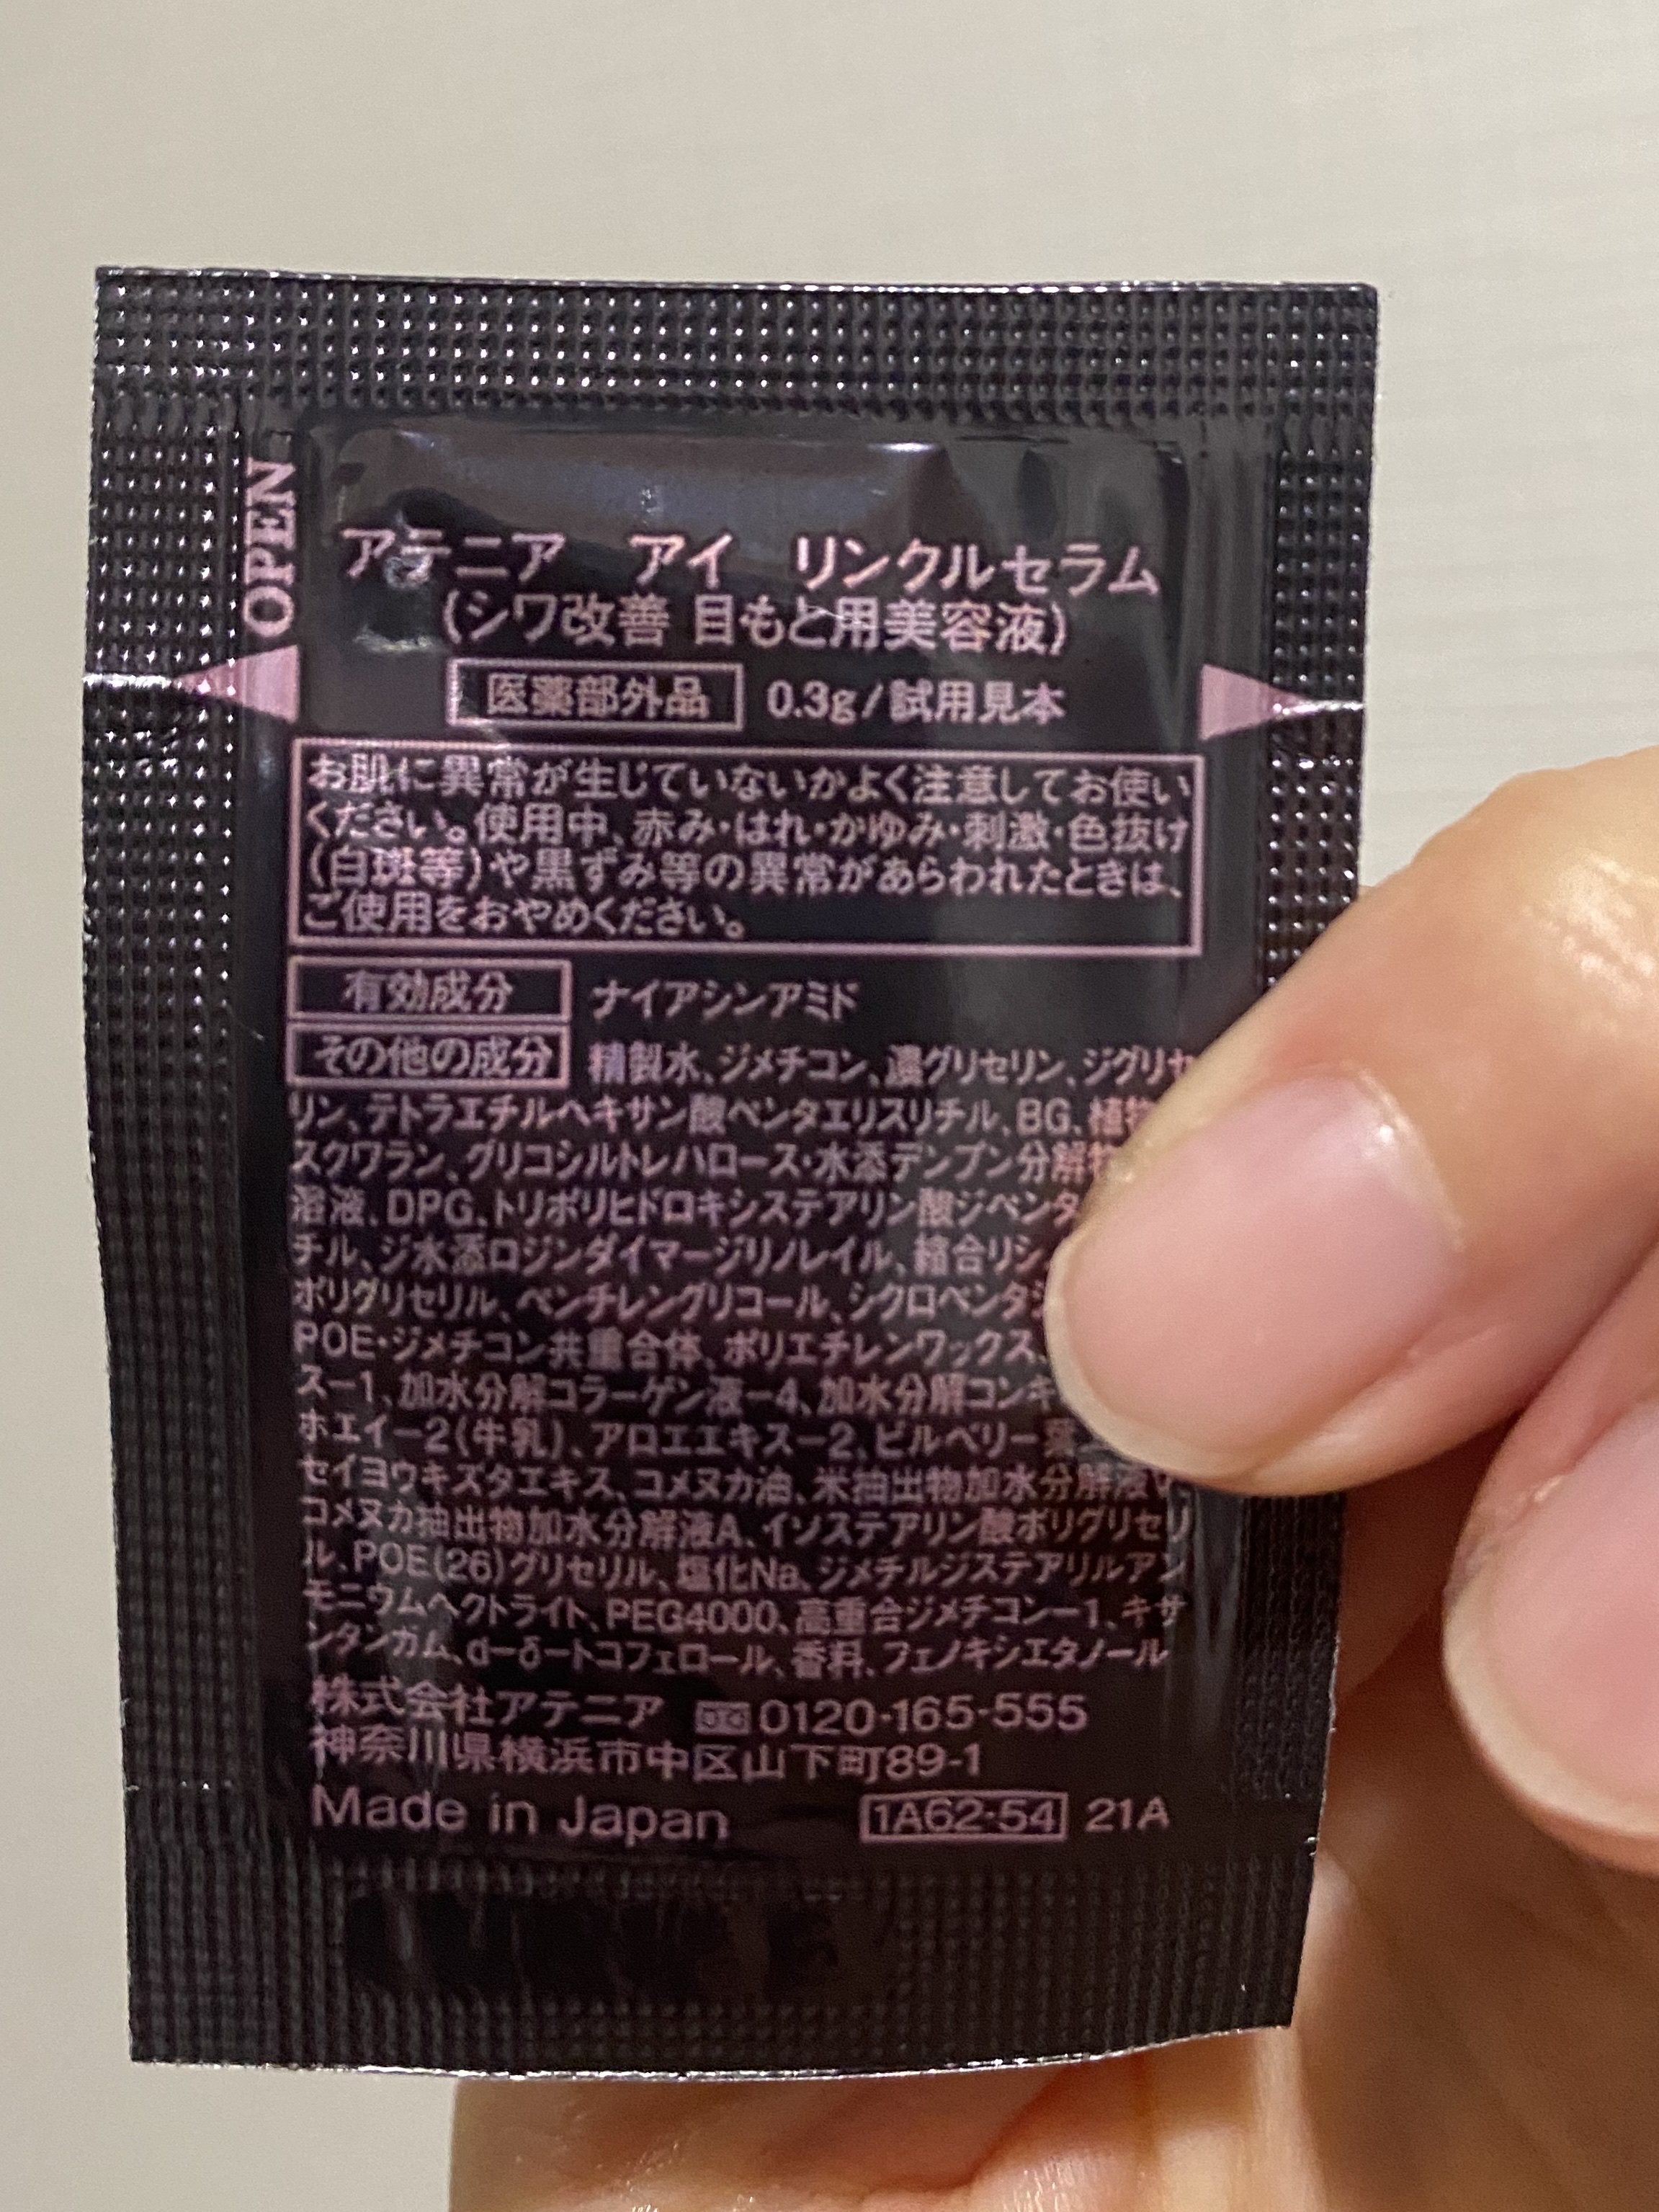 OPEN
アテニア アイ リンクルセラム
(シワ改善 目もと用美容液)
医薬部外品 0.3g/試用見本
お肌に異常が生じていないかよく注意してお使い
ください。使用中、赤み・はれ・かゆみ・刺激・色抜け
(白斑等)や黒ずみ等の異常があらわれたときは、
ご使用をおやめください。
有効成分 ナイアシンアミド
その他の成分 精製水、ジメチコン、濃グリセリン、ジグリセ
リン、テトラエチルヘキサン酸ペンタエリスリチル、BG、植物
スクワラン、グリコシルトレハロース・水添デンプン分解物
溶液、DPG、トリポリヒドロキシステアリン酸ジペンタ
チル、ジ水添ロジンダイマージリノレイル、縮合リシ
ポリグリセリル、ペンチレングリコール、シクロペンタジ
POE・ジメチコン共重合体、ポリエチレンワックス、
スー1、加水分解コラーゲン液ー4、加水分解コンキ
ホエイー2(牛乳)、アロエエキスー2、ビルベリー葉
セイヨウキズタエキス、コメヌカ油、米抽出物加水分解液
コメヌカ抽出物加水分解液A、イソステアリン酸ポリグリセリ
ル、POE(26)グリセリル、塩化Na、ジメチルジステアリルアン
モニウムヘクトライト、PEG4000、高重合ジメチコンー1、キサ
ンタンガム、dーδートコフェロール、香料、フェノキシエタノール
株式会社アテニア 0120-165-555
神奈川県横浜市中区山下町89-1
Made in Japan 1A62-54 21A